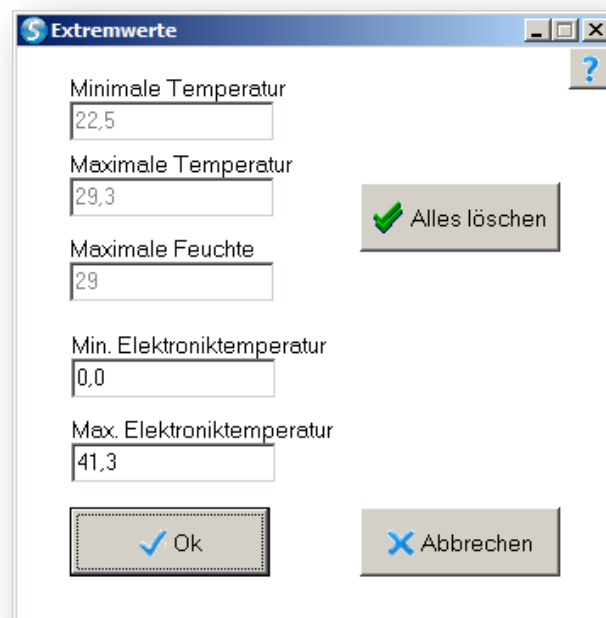 Extremwerte
?
Minimale Temperatur
22,5
Maximale Temperatur
29,3
Alles löschen
Maximale Feuchte
29
Min. Elektroniktemperatur
0,0
Max. Elektroniktemperatur
41,3
Ok
Abbrechen